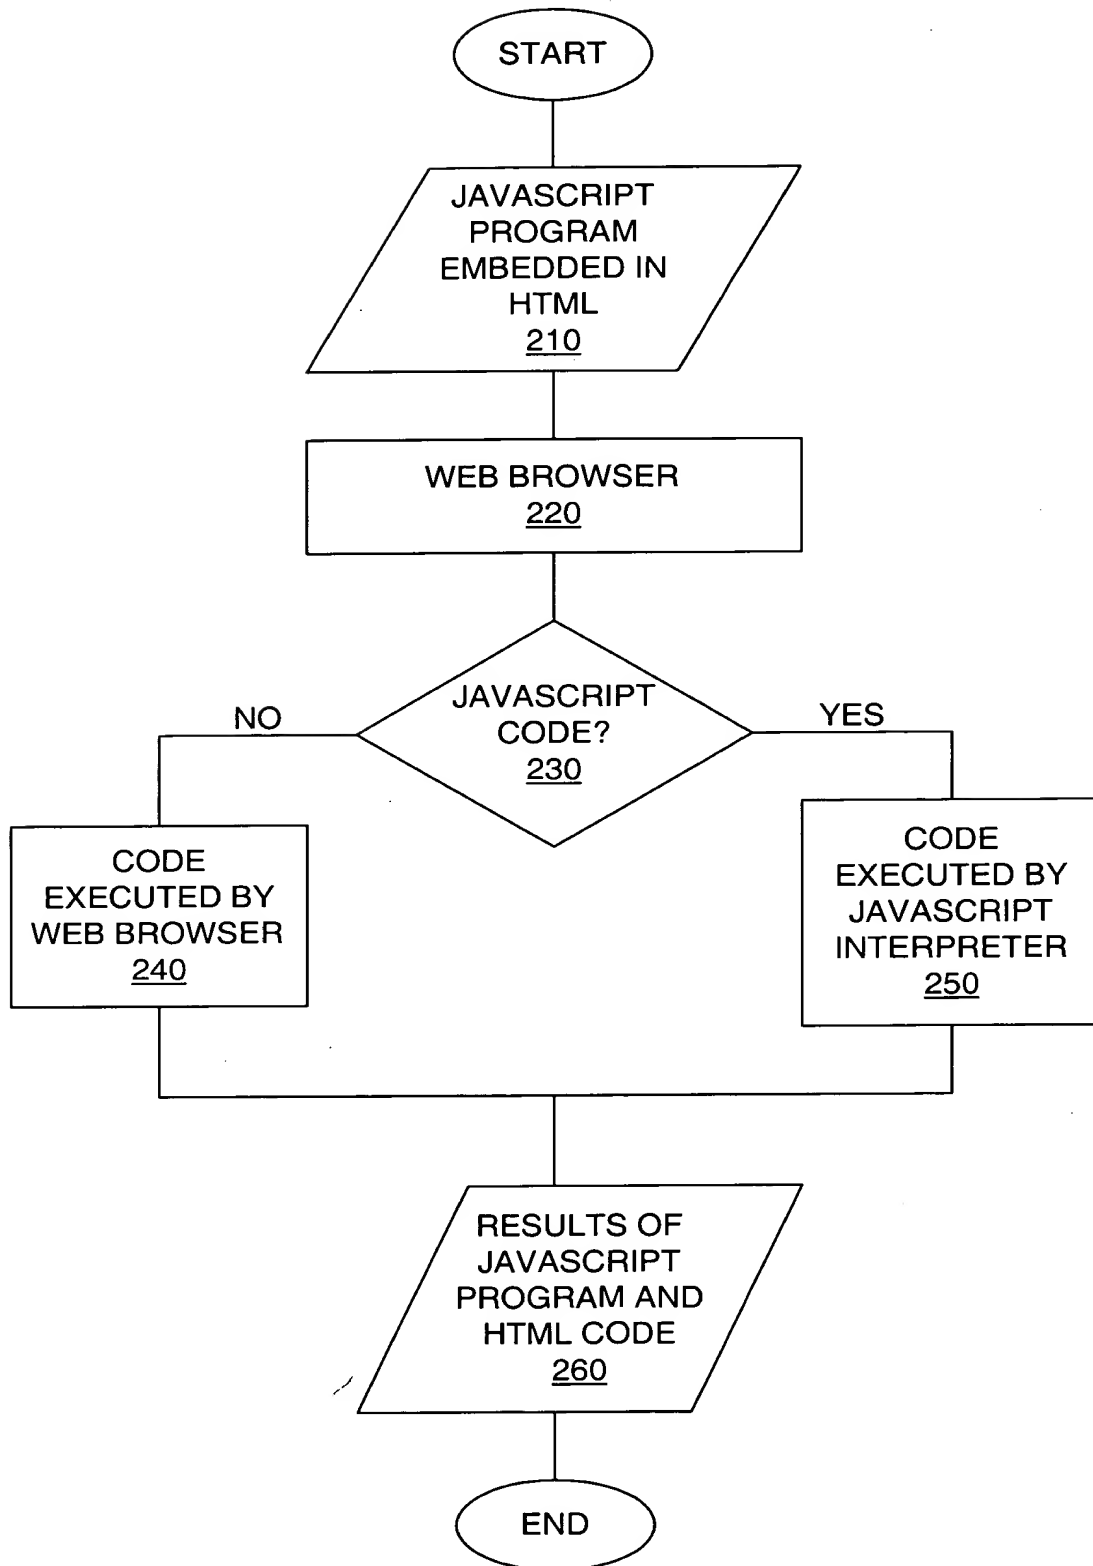 START
JAVASCRIPT
PROGRAM
EMBEDDED IN
HTML
210
WEB BROWSER
220
JAVASCRIPT
CODE?
230
NO
YES
CODE
EXECUTED BY
WEB BROWSER
240
CODE
EXECUTED BY
JAVASCRIPT
INTERPRETER
250
RESULTS OF
JAVASCRIPT
PROGRAM AND
HTML CODE
260
END